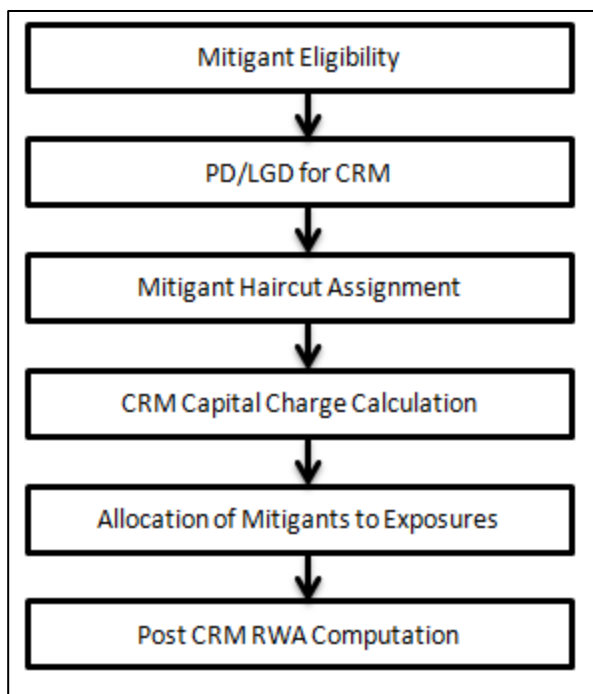 Mitigant Eligibility
PD/LGD for CRM
Mitigant Haircut Assignment
CRM Capital Charge Calculation
Allocation of Mitigants to Exposures
Post CRM RWA Computation